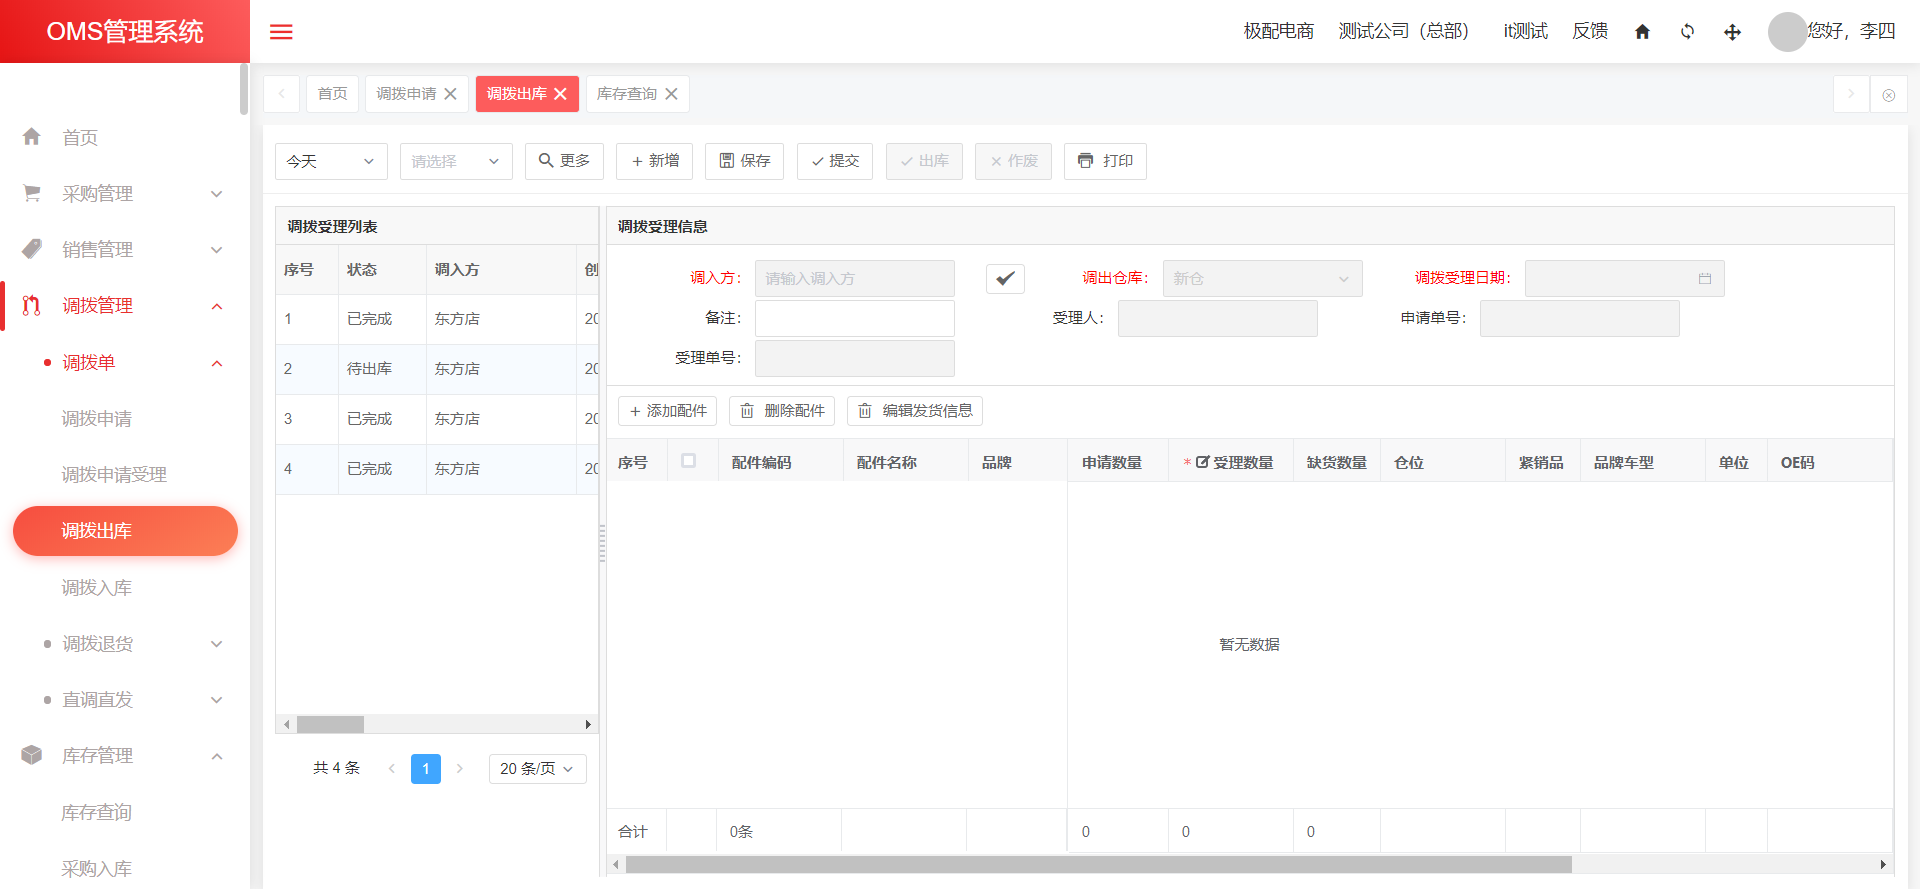 OMS管理系统
极配电商 测试公司（总部） it测试 反馈 您好，李四
首页 调拨申请 调拨出库 库存查询
首页
采购管理
销售管理
调拨管理
调拨单
调拨申请
调拨申请受理
调拨出库
调拨入库
调拨退货
直调直发
库存管理
库存查询
采购入库
今天 请选择 更多 + 新增 保存 提交 出库 作废 打印
调拨受理列表
序号 状态 调入方 创
1 已完成 东方店 20
2 待出库 东方店 20
3 已完成 东方店 20
4 已完成 东方店 20
共 4 条 1 20 条/页
调拨受理信息
调入方： 请输入调入方 调出仓库： 新仓 调拨受理日期：
备注： 受理人： 申请单号：
受理单号：
+ 添加配件 删除配件 编辑发货信息
序号 配件编码 配件名称 品牌 申请数量 * 受理数量 缺货数量 仓位 紧销品 品牌车型 单位 OE码
暂无数据
合计 0条 0 0 0